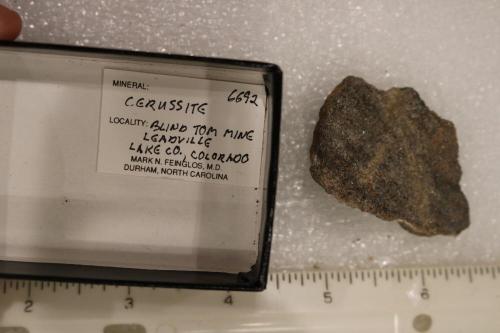 MINERAL: 6692
CERUSSITE
LOCALITY: BLIND TOM MINE
LEADVILLE
LAKE CO., COLORADO
MARK N. FEINGLOS, M.D.
DURHAM, NORTH CAROLINA
2 3 4 5 6